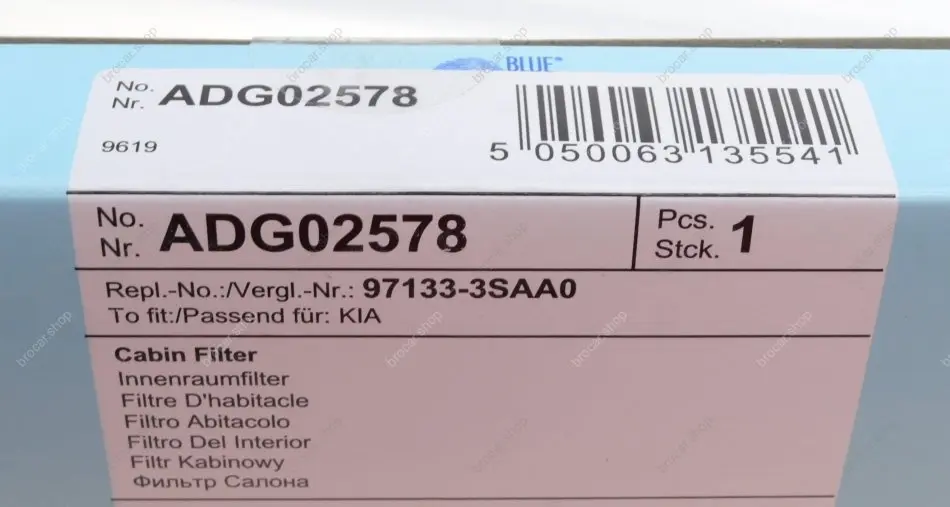 BLUE
No.
Nr. ADG02578
9619
5 050063 135541
No.
Nr. ADG02578
Pcs.
Stck. 1
Repl.-No.:/Vergl.-Nr.: 97133-3SAA0
To fit:/Passend für: KIA
Cabin Filter
Innenraumfilter
Filtre D'habitacle
Filtro Abitacolo
Filtro Del Interior
Filtr Kabinowy
Фильтр Салона
brocar.shop